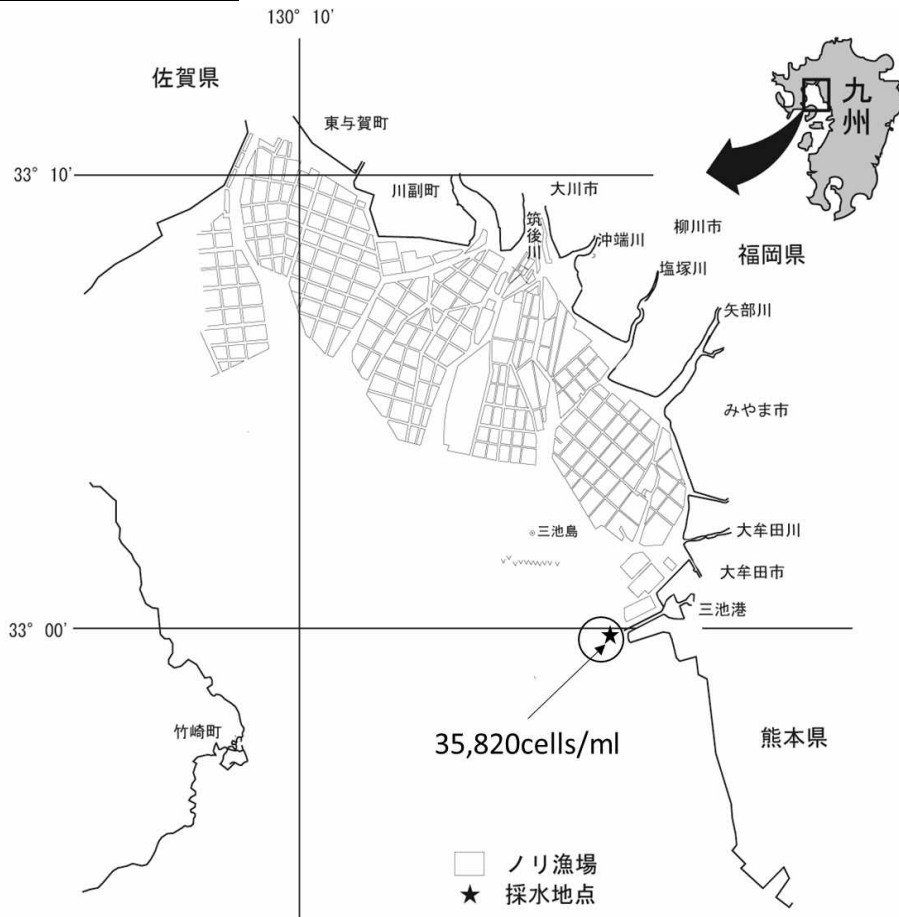 130° 10'
佐賀県
九州
東与賀町
33° 10'
川副町
大川市
筑後川
沖端川
柳川市
福岡県
塩塚川
矢部川
みやま市
三池島
大牟田川
大牟田市
三池港
33° 00'
竹崎町
35,820cells/ml
熊本県
ノリ漁場
★ 採水地点